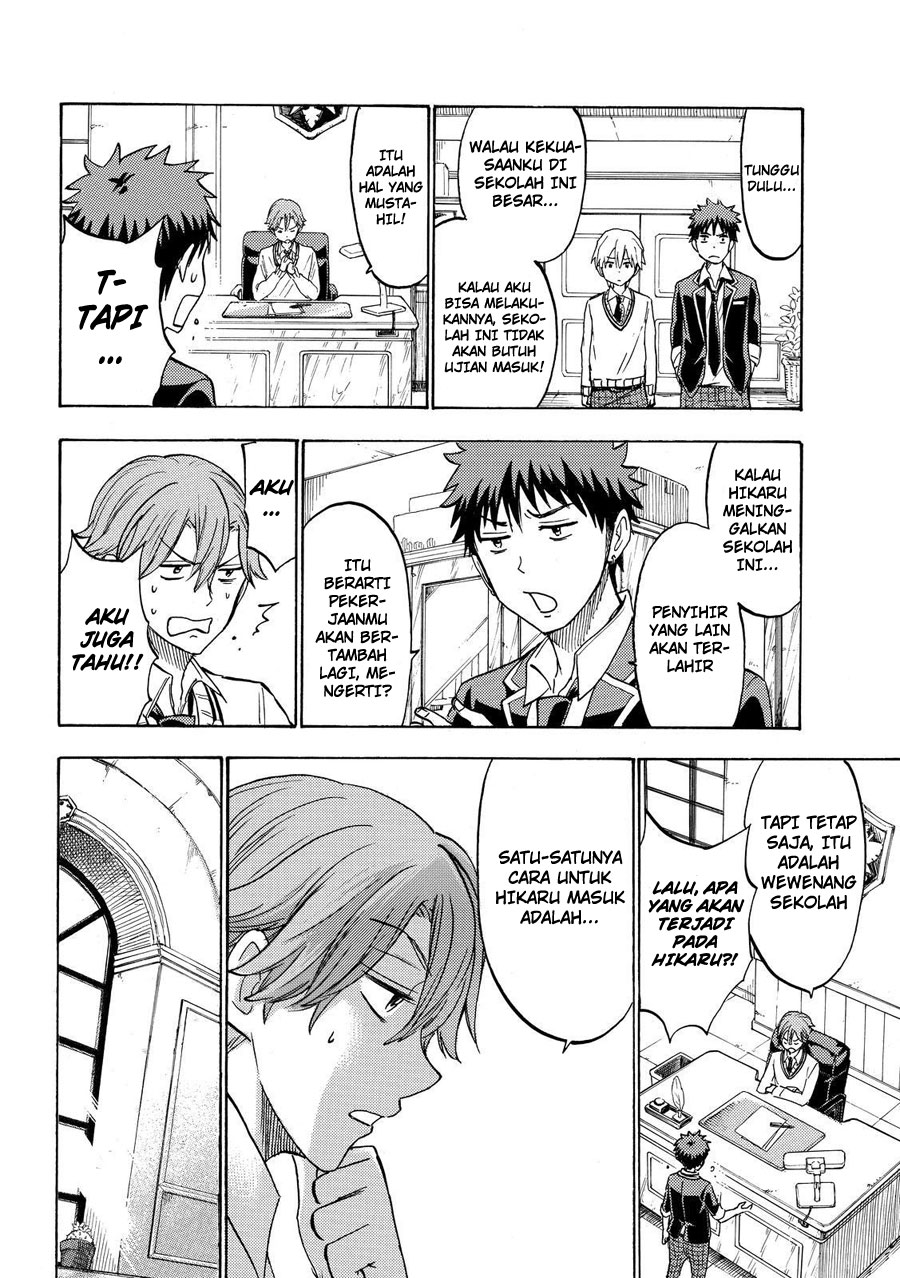 TUNGGU
DULU...
WALAU KEKUA-
SAANKU DI
SEKOLAH INI
BESAR...
KALAU AKU
BISA MELAKU-
KANNYA, SEKO-
LAH INI TIDAK
AKAN BUTUH
UJIAN MASUK!
ITU
ADALAH
HAL YANG
MUSTA-
HIL!
T-
TAPI
...
KALAU
HIKARU
MENING-
GALKAN
SEKOLAH
INI...
PENYIHIR
YANG LAIN
AKAN TER-
LAHIR
ITU
BERARTI
PEKER-
JAANMU
AKAN BER-
TAMBAH
LAGI, ME-
NGERTI?
AKU
...
AKU
JUGA
TAHU!!
TAPI TETAP
SAJA, ITU
ADALAH
WEWENANG
SEKOLAH
LALU, APA
YANG AKAN
TERJADI
PADA
HIKARU?!
SATU-SATUNYA
CARA UNTUK
HIKARU MASUK
ADALAH...